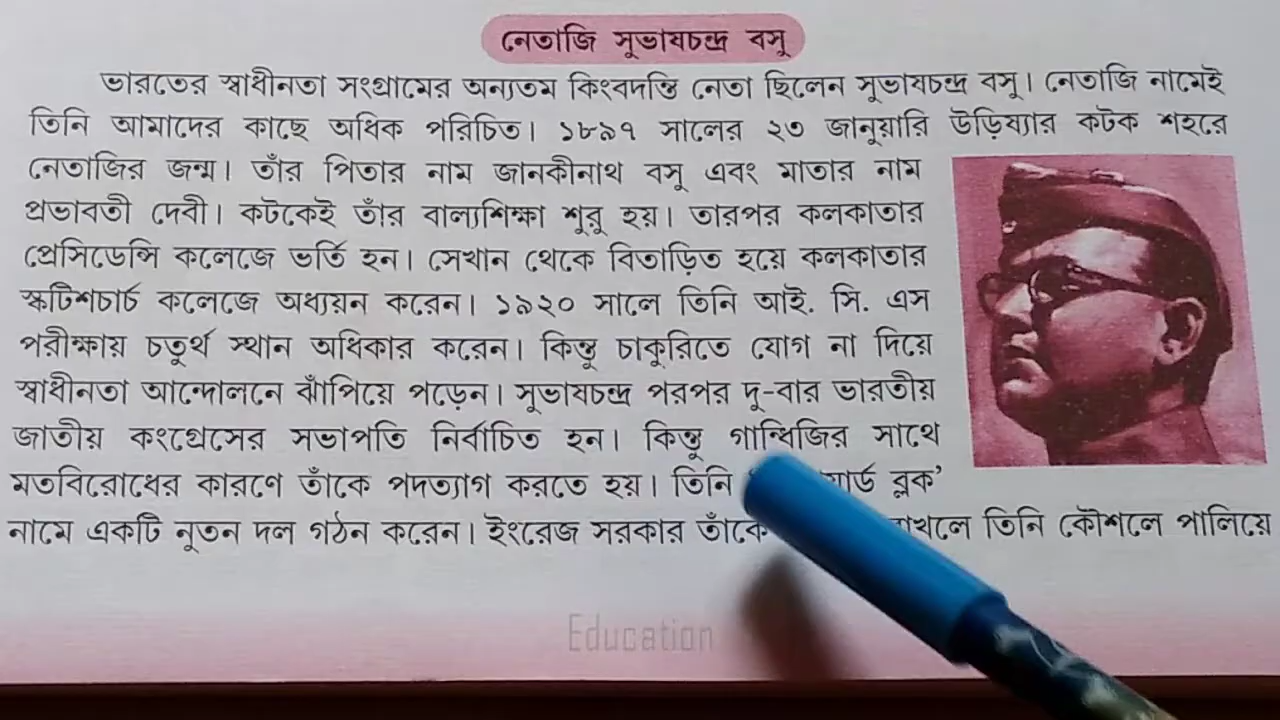 নেতাজি সুভাষচন্দ্র বসু
ভারতের স্বাধীনতা সংগ্রামের অন্যতম কিংবদন্তি নেতা ছিলেন সুভাষচন্দ্র বসু। নেতাজি নামেই
তিনি আমাদের কাছে অধিক পরিচিত। ১৮৯৭ সালের ২৩ জানুয়ারি উড়িষ্যার কটক শহরে
নেতাজির জন্ম। তাঁর পিতার নাম জানকীনাথ বসু এবং মাতার নাম
প্রভাবতী দেবী। কটকেই তাঁর বাল্যশিক্ষা শুরু হয়। তারপর কলকাতার
প্রেসিডেন্সি কলেজে ভর্তি হন। সেখান থেকে বিতাড়িত হয়ে কলকাতার
স্কটিশচার্চ কলেজে অধ্যয়ন করেন। ১৯২০ সালে তিনি আই. সি. এস
পরীক্ষায় চতুর্থ স্থান অধিকার করেন। কিন্তু চাকুরিতে যোগ না দিয়ে
স্বাধীনতা আন্দোলনে ঝাঁপিয়ে পড়েন। সুভাষচন্দ্র পরপর দু-বার ভারতীয়
জাতীয় কংগ্রেসের সভাপতি নির্বাচিত হন। কিন্তু গান্ধিজির সাথে
মতবিরোধের কারণে তাঁকে পদত্যাগ করতে হয়। তিনি ব্লক’
নামে একটি নুতন দল গঠন করেন। ইংরেজ সরকার তাঁকে তিনি কৌশলে পালিয়ে
Education